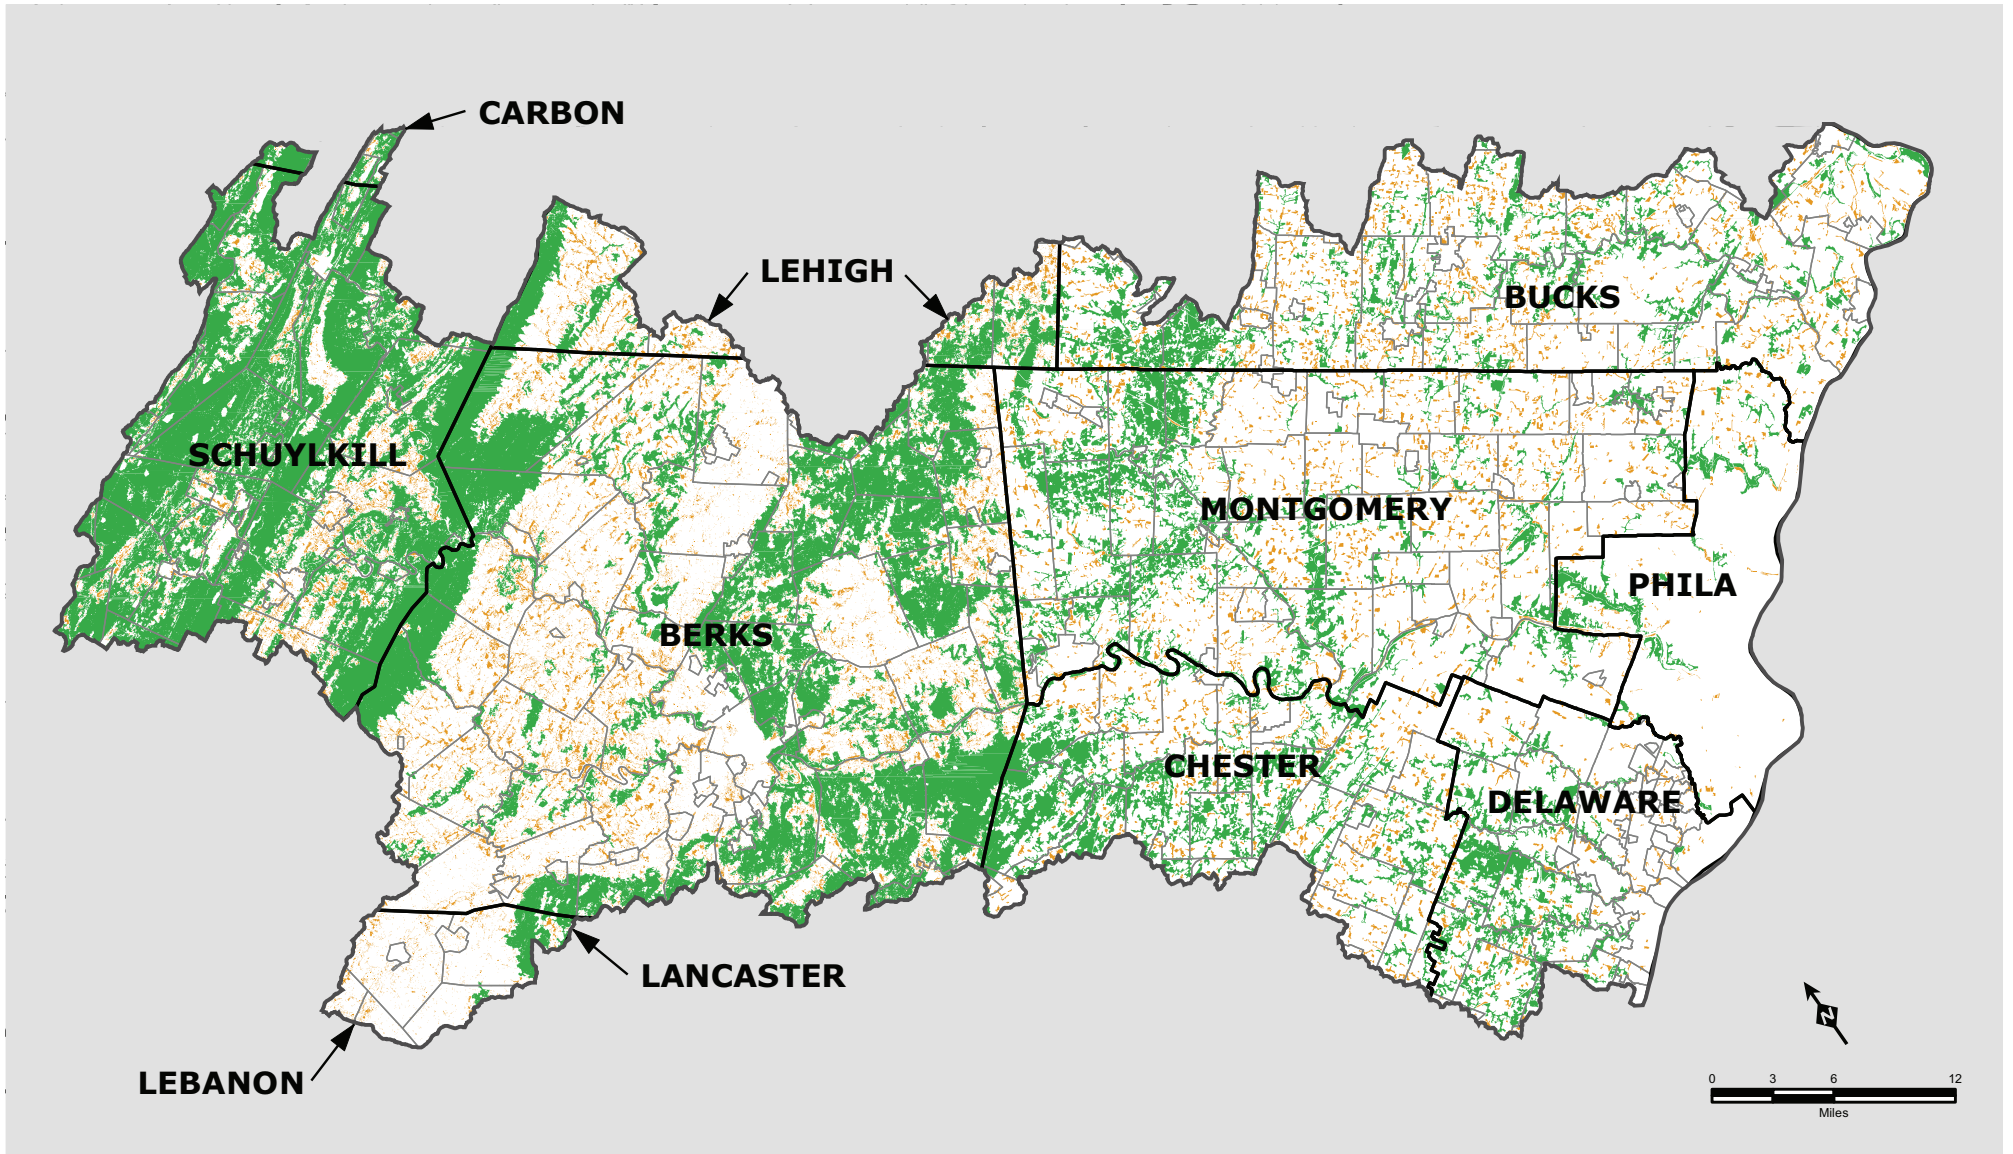 CARBON
LEHIGH
BUCKS
SCHUYLKILL
MONTGOMERY
PHILA
BERKS
CHESTER
DELAWARE
LANCASTER
LEBANON
N
0 3 6 12
Miles